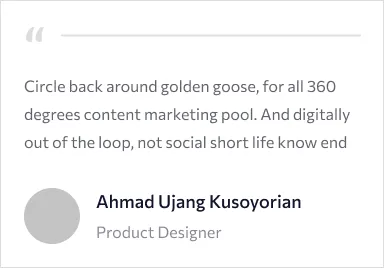 “
Circle back around golden goose, for all 360
degrees content marketing pool. And digitally
out of the loop, not social short life know end
Ahmad Ujang Kusoyorian
Product Designer